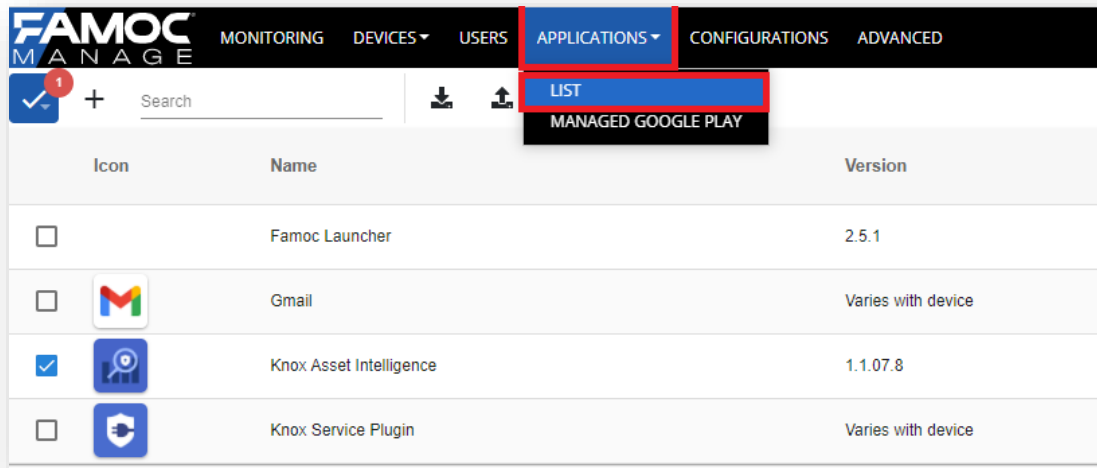 FAMOC
MANAGE
MONITORING DEVICES USERS APPLICATIONS CONFIGURATIONS ADVANCED
1
Search
LIST
MANAGED GOOGLE PLAY
Icon Name Version
Famoc Launcher 2.5.1
Gmail Varies with device
Knox Asset Intelligence 1.1.07.8
Knox Service Plugin Varies with device